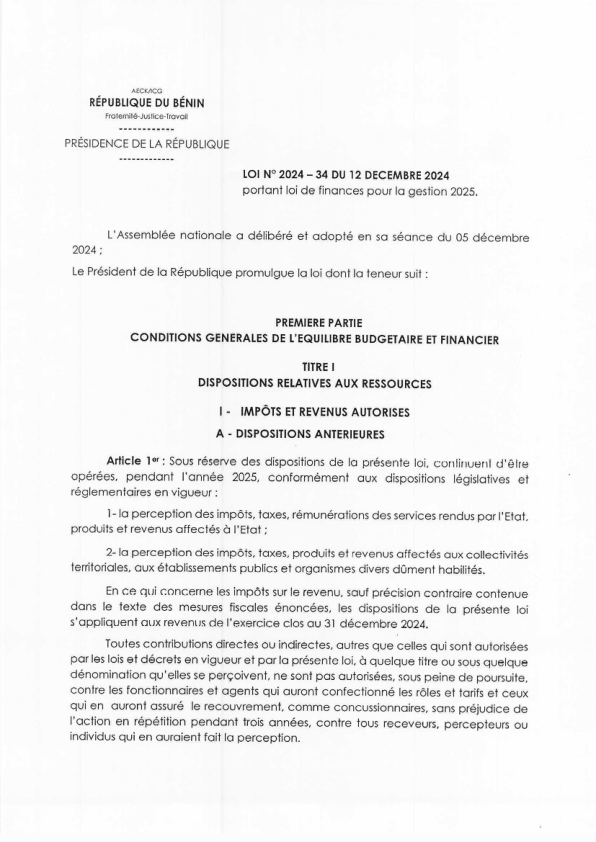 AECK/ICG
RÉPUBLIQUE DU BÉNIN
Fraternité-Justice-Travail
------------
PRÉSIDENCE DE LA RÉPUBLIQUE
------------
LOI N° 2024 – 34 DU 12 DECEMBRE 2024
portant loi de finances pour la gestion 2025.
L'Assemblée nationale a délibéré et adopté en sa séance du 05 décembre
2024 ;
Le Président de la République promulgue la loi dont la teneur suit :
PREMIERE PARTIE
CONDITIONS GENERALES DE L'EQUILIBRE BUDGETAIRE ET FINANCIER
TITRE I
DISPOSITIONS RELATIVES AUX RESSOURCES
I - IMPÔTS ET REVENUS AUTORISES
A - DISPOSITIONS ANTERIEURES
Article 1er : Sous réserve des dispositions de la présente loi, continuent d'être
opérées, pendant l'année 2025, conformément aux dispositions législatives et
réglementaires en vigueur :
1- la perception des impôts, taxes, rémunérations des services rendus par l'Etat,
produits et revenus affectés à l'Etat ;
2- la perception des impôts, taxes, produits et revenus affectés aux collectivités
territoriales, aux établissements publics et organismes divers dûment habilités.
En ce qui concerne les impôts sur le revenu, sauf précision contraire contenue
dans le texte des mesures fiscales énoncées, les dispositions de la présente loi
s'appliquent aux revenus de l'exercice clos au 31 décembre 2024.
Toutes contributions directes ou indirectes, autres que celles qui sont autorisées
par les lois et décrets en vigueur et par la présente loi, à quelque titre ou sous quelque
dénomination qu'elles se perçoivent, ne sont pas autorisées, sous peine de poursuite,
contre les fonctionnaires et agents qui auront confectionné les rôles et tarifs et ceux
qui en auront assuré le recouvrement, comme concussionnaires, sans préjudice de
l'action en répétition pendant trois années, contre tous receveurs, percepteurs ou
individus qui en auraient fait la perception.